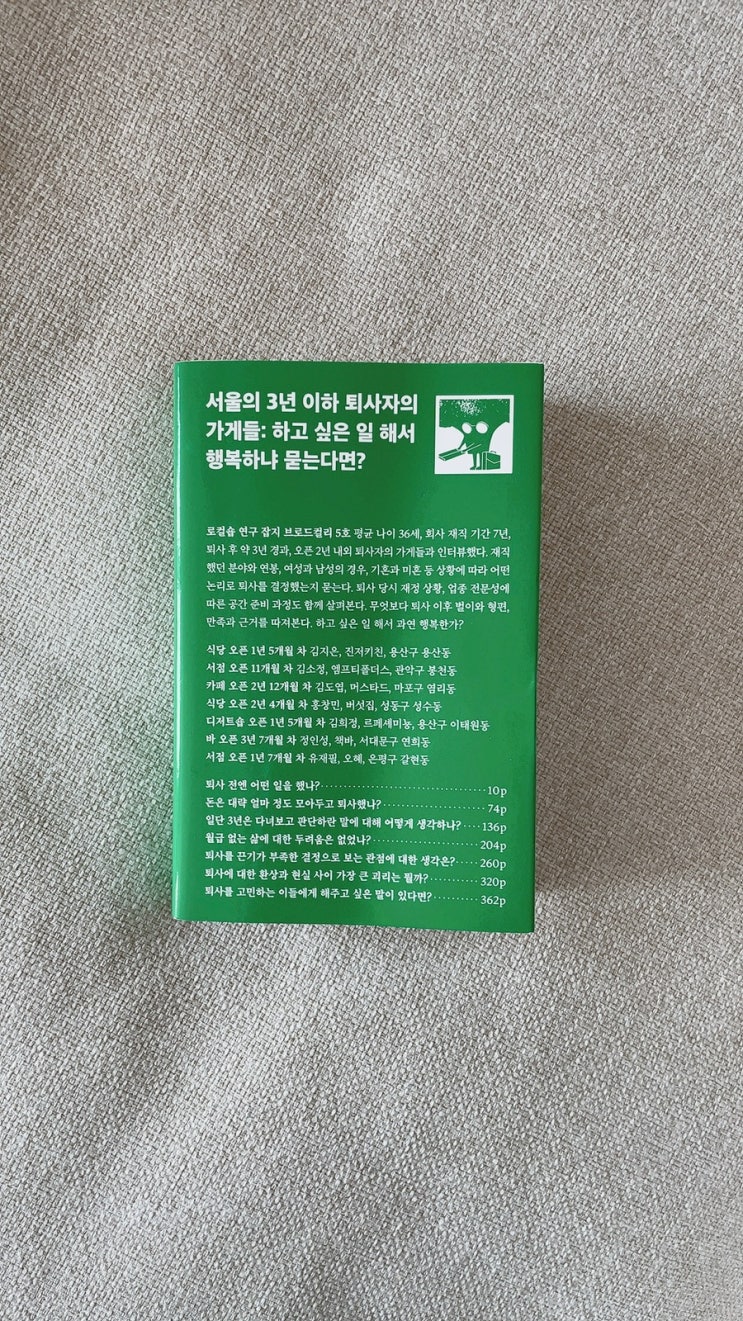 서울의 3년 이하 퇴사자의
가게들: 하고 싶은 일 해서
행복하냐 묻는다면?
로컬숍 연구 잡지 브로드컬리 5호 평균 나이 36세, 회사 재직 기간 7년,
퇴사 후 약 3년 경과, 오픈 2년 내외 퇴사자의 가게들과 인터뷰했다. 재직
했던 분야와 연봉, 여성과 남성의 경우, 기혼과 미혼 등 상황에 따라 어떤
논리로 퇴사를 결정했는지 묻는다. 퇴사 당시 재정 상황, 업종 전문성에
따른 공간 준비 과정도 함께 살펴본다. 무엇보다 퇴사 이후 벌이와 형편,
만족과 근거를 따져본다. 하고 싶은 일 해서 과연 행복한가?
식당 오픈 1년 5개월 차 김지은, 진저키친, 용산구 용산동
서점 오픈 11개월 차 김소정, 엠프티폴더스, 관악구 봉천동
카페 오픈 2년 12개월 차 김도엽, 머스타드, 마포구 염리동
식당 오픈 2년 4개월 차 홍창민, 버섯집, 성동구 성수동
디저트숍 오픈 1년 5개월 차 김희정, 르페셰미뇽, 용산구 이태원동
바 오픈 3년 7개월 차 정인성, 책바, 서대문구 연희동
서점 오픈 1년 7개월 차 유재필, 오혜, 은평구 갈현동
퇴사 전엔 어떤 일을 했나? 10p
돈은 대략 얼마 정도 모아두고 퇴사했나? 74p
일단 3년은 다녀보고 판단하란 말에 대해 어떻게 생각하나? 136p
월급 없는 삶에 대한 두려움은 없었나? 204p
퇴사를 끈기가 부족한 결정으로 보는 관점에 대한 생각은? 260p
퇴사에 대한 환상과 현실 사이 가장 큰 괴리는 뭘까? 320p
퇴사를 고민하는 이들에게 해주고 싶은 말이 있다면? 362p